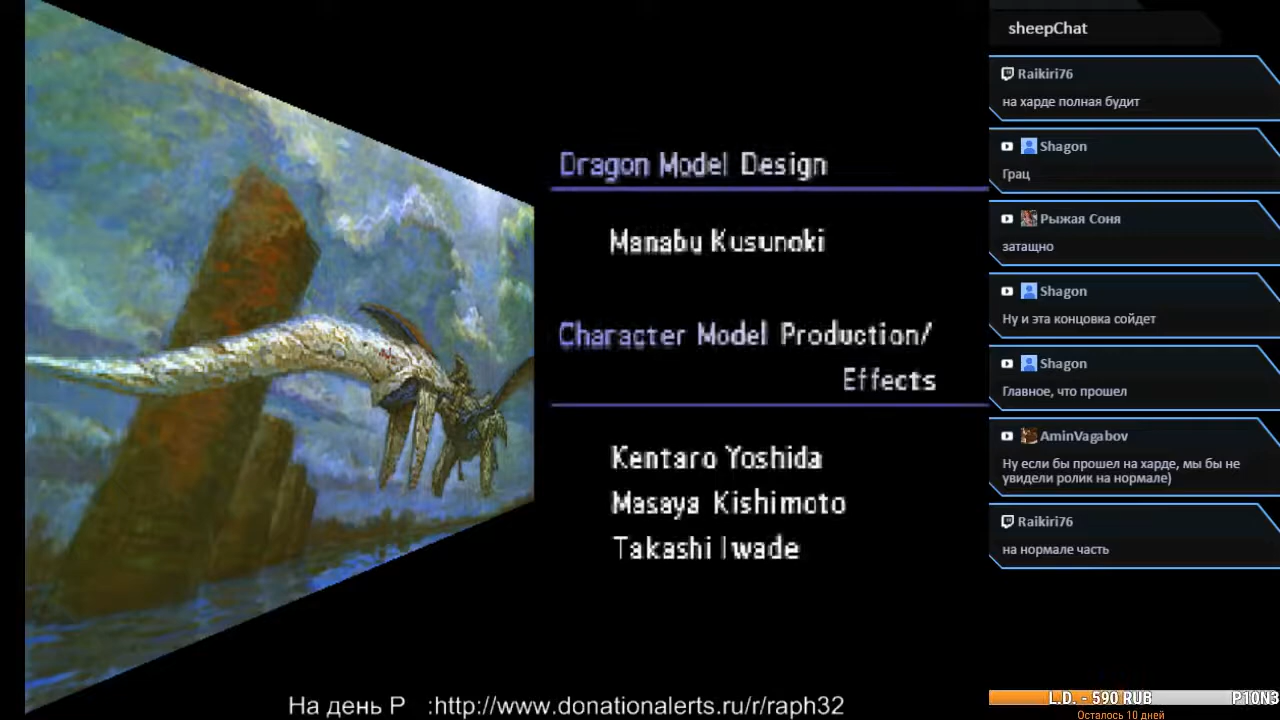 Dragon Model Design
Manabu Kusunoki
Character Model Production/
Effects
Kentaro Yoshida
Masaya Kishimoto
Takashi Iwade
sheepChat
Raikiri76
на харде полная будит
Shagon
Грац
Рыжая Соня
затащно
Shagon
Ну и эта концовка сойдет
Shagon
Главное, что прошел
AminVagabov
Ну если бы прошел на харде, мы бы не
увидели ролик на нормале)
Raikiri76
на нормале часть
На день Р :http://www.donationalerts.ru/r/raph32
L.D. - 590 RUB P10N3
Осталось 10 дней